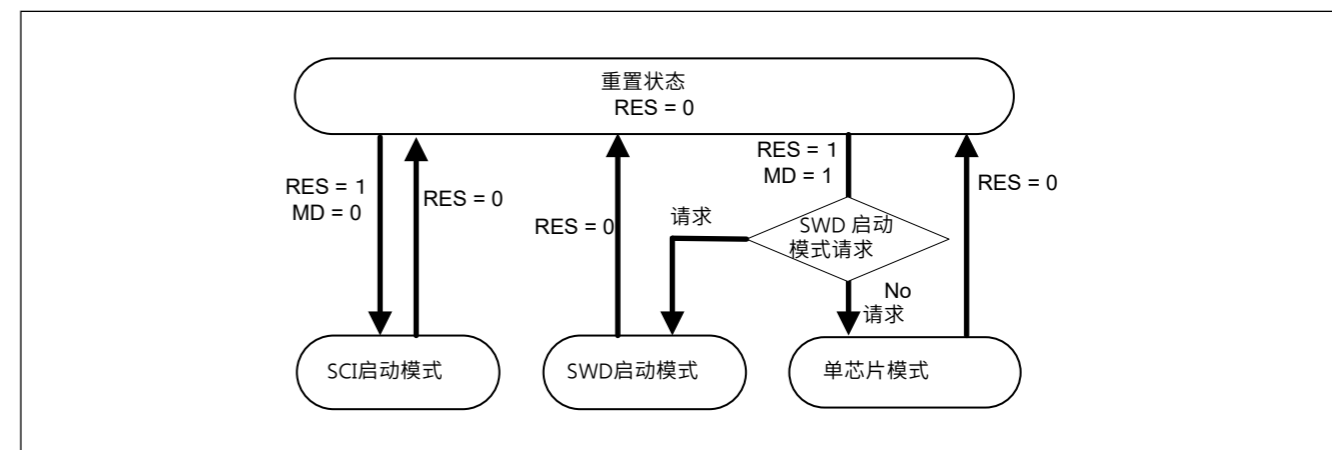 重置状态
RES = 0
RES = 1
MD = 0
RES = 0
RES = 0
请求
RES = 1
MD = 1
SWD 启动
模式请求
No
请求
RES = 0
SCI启动模式
SWD启动模式
单芯片模式